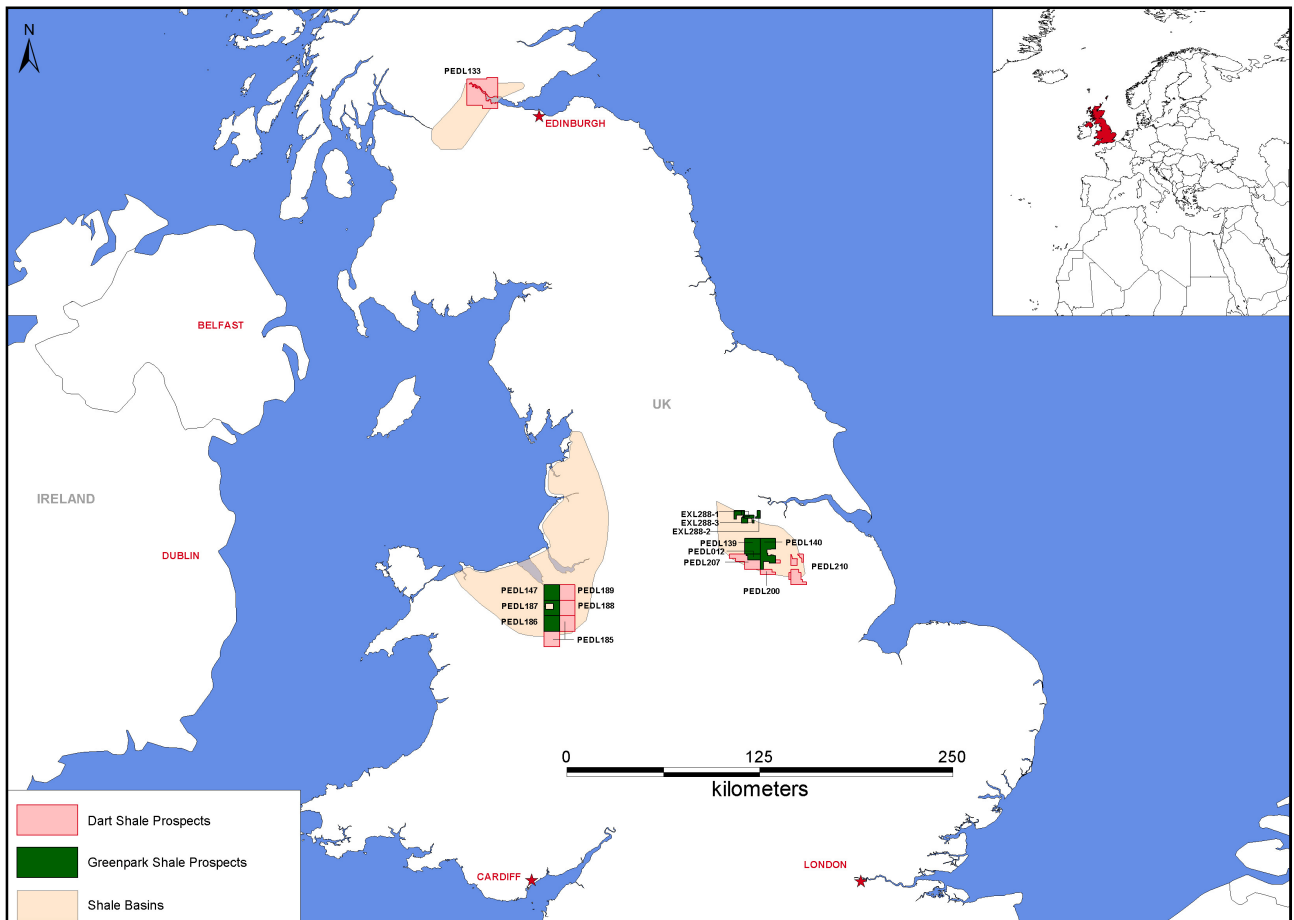 N
PEDL133
EDINBURGH
BELFAST
UK
IRELAND
DUBLIN
EXL288-1
EXL288-3
EXL288-2
PEDL139
PEDL140
PEDL012
PEDL207
PEDL210
PEDL200
PEDL147
PEDL189
PEDL187
PEDL188
PEDL186
PEDL185
0 125 250
kilometers
Dart Shale Prospects
Greenpark Shale Prospects
Shale Basins
CARDIFF
LONDON